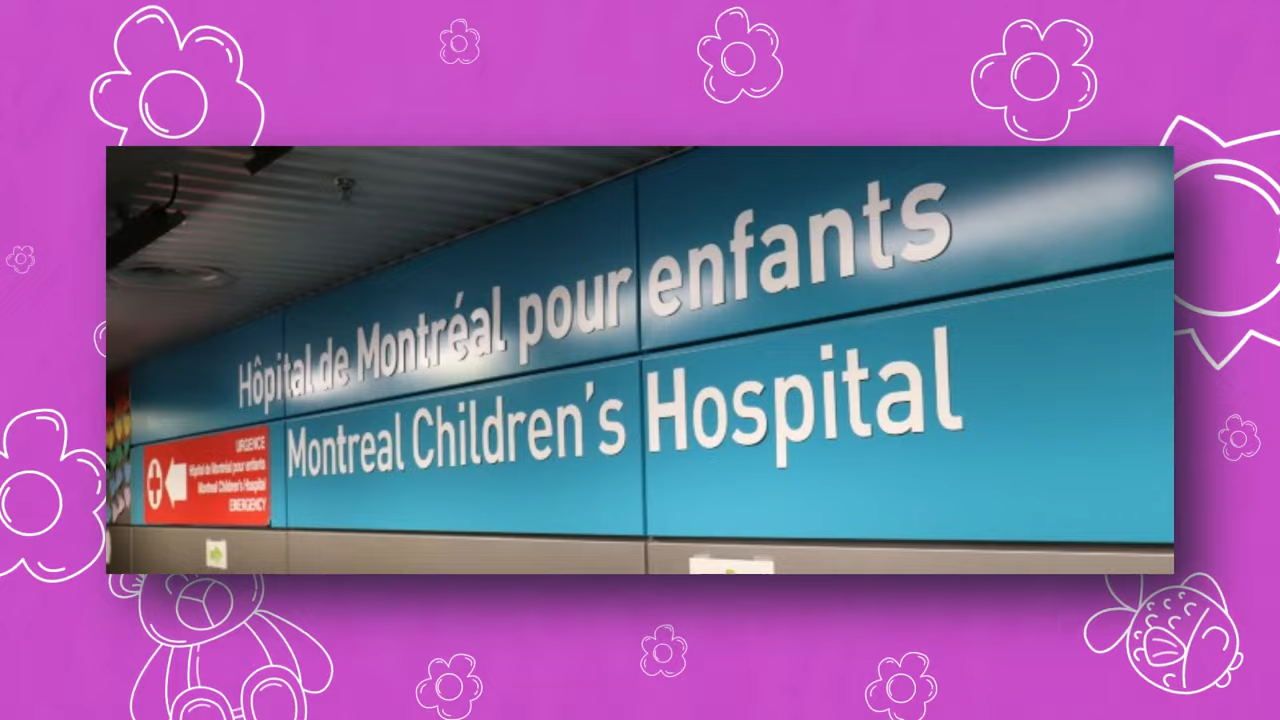 Hôpital de Montréal pour enfants
Montreal Children's Hospital
URGENCE
Hôpital de Montréal pour enfants
Montreal Children's Hospital
EMERGENCY